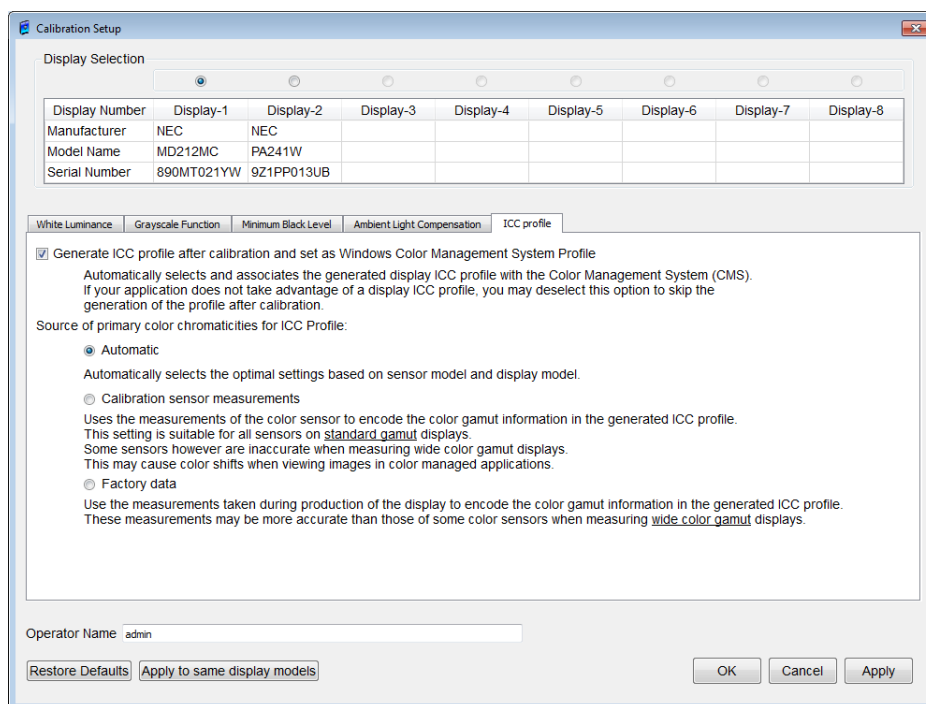 Calibration Setup
Display Selection
Display Number Display-1 Display-2 Display-3 Display-4 Display-5 Display-6 Display-7 Display-8
Manufacturer NEC NEC
Model Name MD212MC PA241W
Serial Number 890MT021YW 9Z1PP013UB
White Luminance Grayscale Function Minimum Black Level Ambient Light Compensation ICC profile
Generate ICC profile after calibration and set as Windows Color Management System Profile
Automatically selects and associates the generated display ICC profile with the Color Management System (CMS).
If your application does not take advantage of a display ICC profile, you may deselect this option to skip the
generation of the profile after calibration.
Source of primary color chromaticities for ICC Profile:
Automatic
Automatically selects the optimal settings based on sensor model and display model.
Calibration sensor measurements
Uses the measurements of the color sensor to encode the color gamut information in the generated ICC profile.
This setting is suitable for all sensors on standard gamut displays.
Some sensors however are inaccurate when measuring wide color gamut displays.
This may cause color shifts when viewing images in color managed applications.
Factory data
Use the measurements taken during production of the display to encode the color gamut information in the generated ICC profile.
These measurements may be more accurate than those of some color sensors when measuring wide color gamut displays.
Operator Name admin
Restore Defaults Apply to same display models OK Cancel Apply